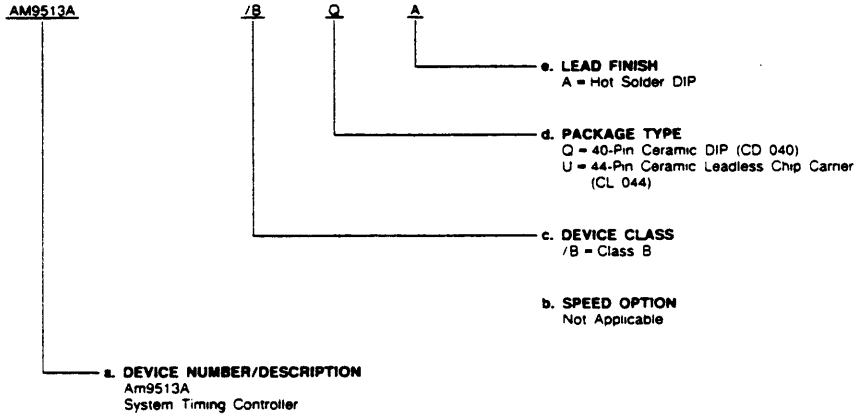 AM9513A /B Q A
e. LEAD FINISH
A = Hot Solder DIP
d. PACKAGE TYPE
Q = 40-Pin Ceramic DIP (CD 040)
U = 44-Pin Ceramic Leadless Chip Carrier
(CL 044)
c. DEVICE CLASS
/B = Class B
b. SPEED OPTION
Not Applicable
a. DEVICE NUMBER/DESCRIPTION
Am9513A
System Timing Controller